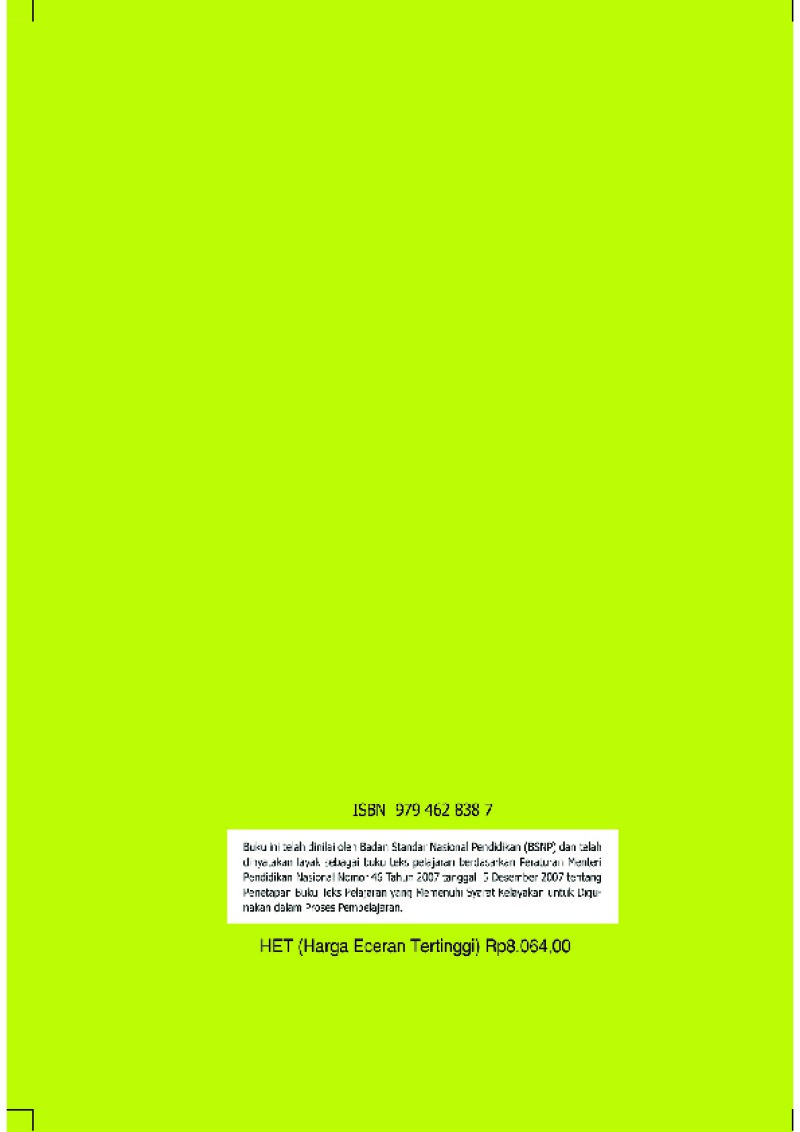 ISBN 979 462 838 7
Buku ini telah dinilai oleh Badan Standar Nasional Pendidikan (BSNP) dan telah
dinyatakan layak sebagai buku teks pelajaran berdasarkan Peraturan Menteri
Pendidikan Nasional Nomor 46 Tahun 2007 tanggal 5 Desember 2007 tentang
Penetapan Buku Teks Pelajaran yang Memenuhi Syarat Kelayakan untuk Digu-
nakan dalam Proses Pembelajaran.
HET (Harga Eceran Tertinggi) Rp8.064,00